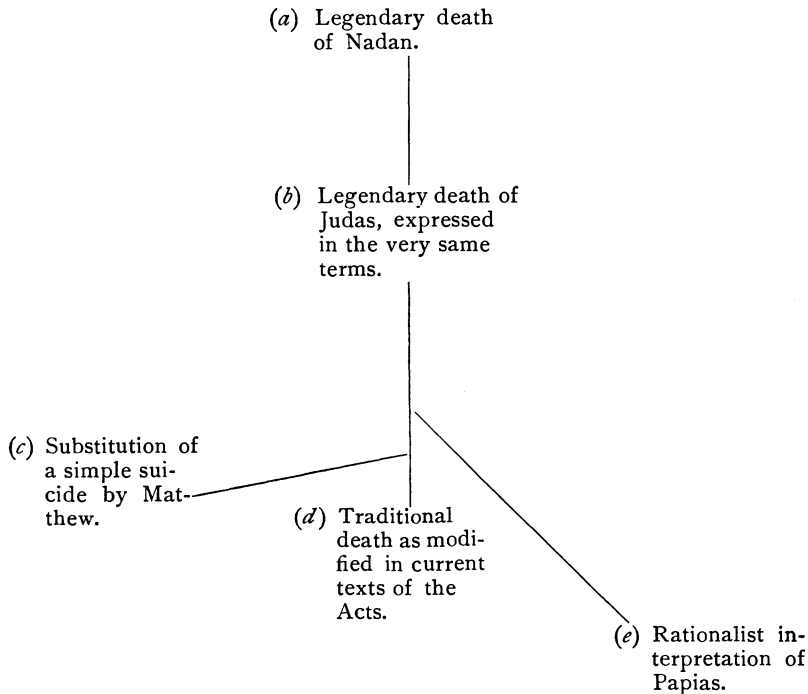 (a) Legendary death
of Nadan.
(b) Legendary death of
Judas, expressed
in the very same
terms.
(c) Substitution of
a simple sui-
cide by Mat-
thew.
(d) Traditional
death as modi-
fied in current
texts of the
Acts.
(e) Rationalist in-
terpretation of
Papias.